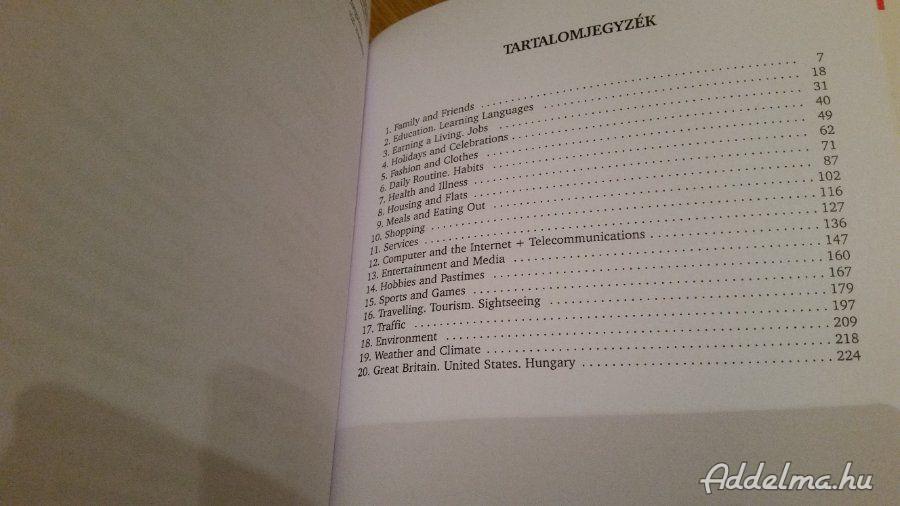 TARTALOMJEGYZÉK
1. Family and Friends ........ 7
2. Education. Learning Languages ........ 18
3. Earning a Living. Jobs ........ 31
4. Holidays and Celebrations ........ 40
5. Fashion and Clothes ........ 49
6. Daily Routine. Habits ........ 62
7. Health and Illness ........ 71
8. Housing and Flats ........ 87
9. Meals and Eating Out ........ 102
10. Shopping ........ 116
11. Services ........ 127
12. Computer and the Internet + Telecommunications ........ 136
13. Entertainment and Media ........ 147
14. Hobbies and Pastimes ........ 160
15. Sports and Games ........ 167
16. Travelling. Tourism. Sightseeing ........ 179
17. Traffic ........ 197
18. Environment ........ 209
19. Weather and Climate ........ 218
20. Great Britain. United States. Hungary ........ 224
Addelma.hu